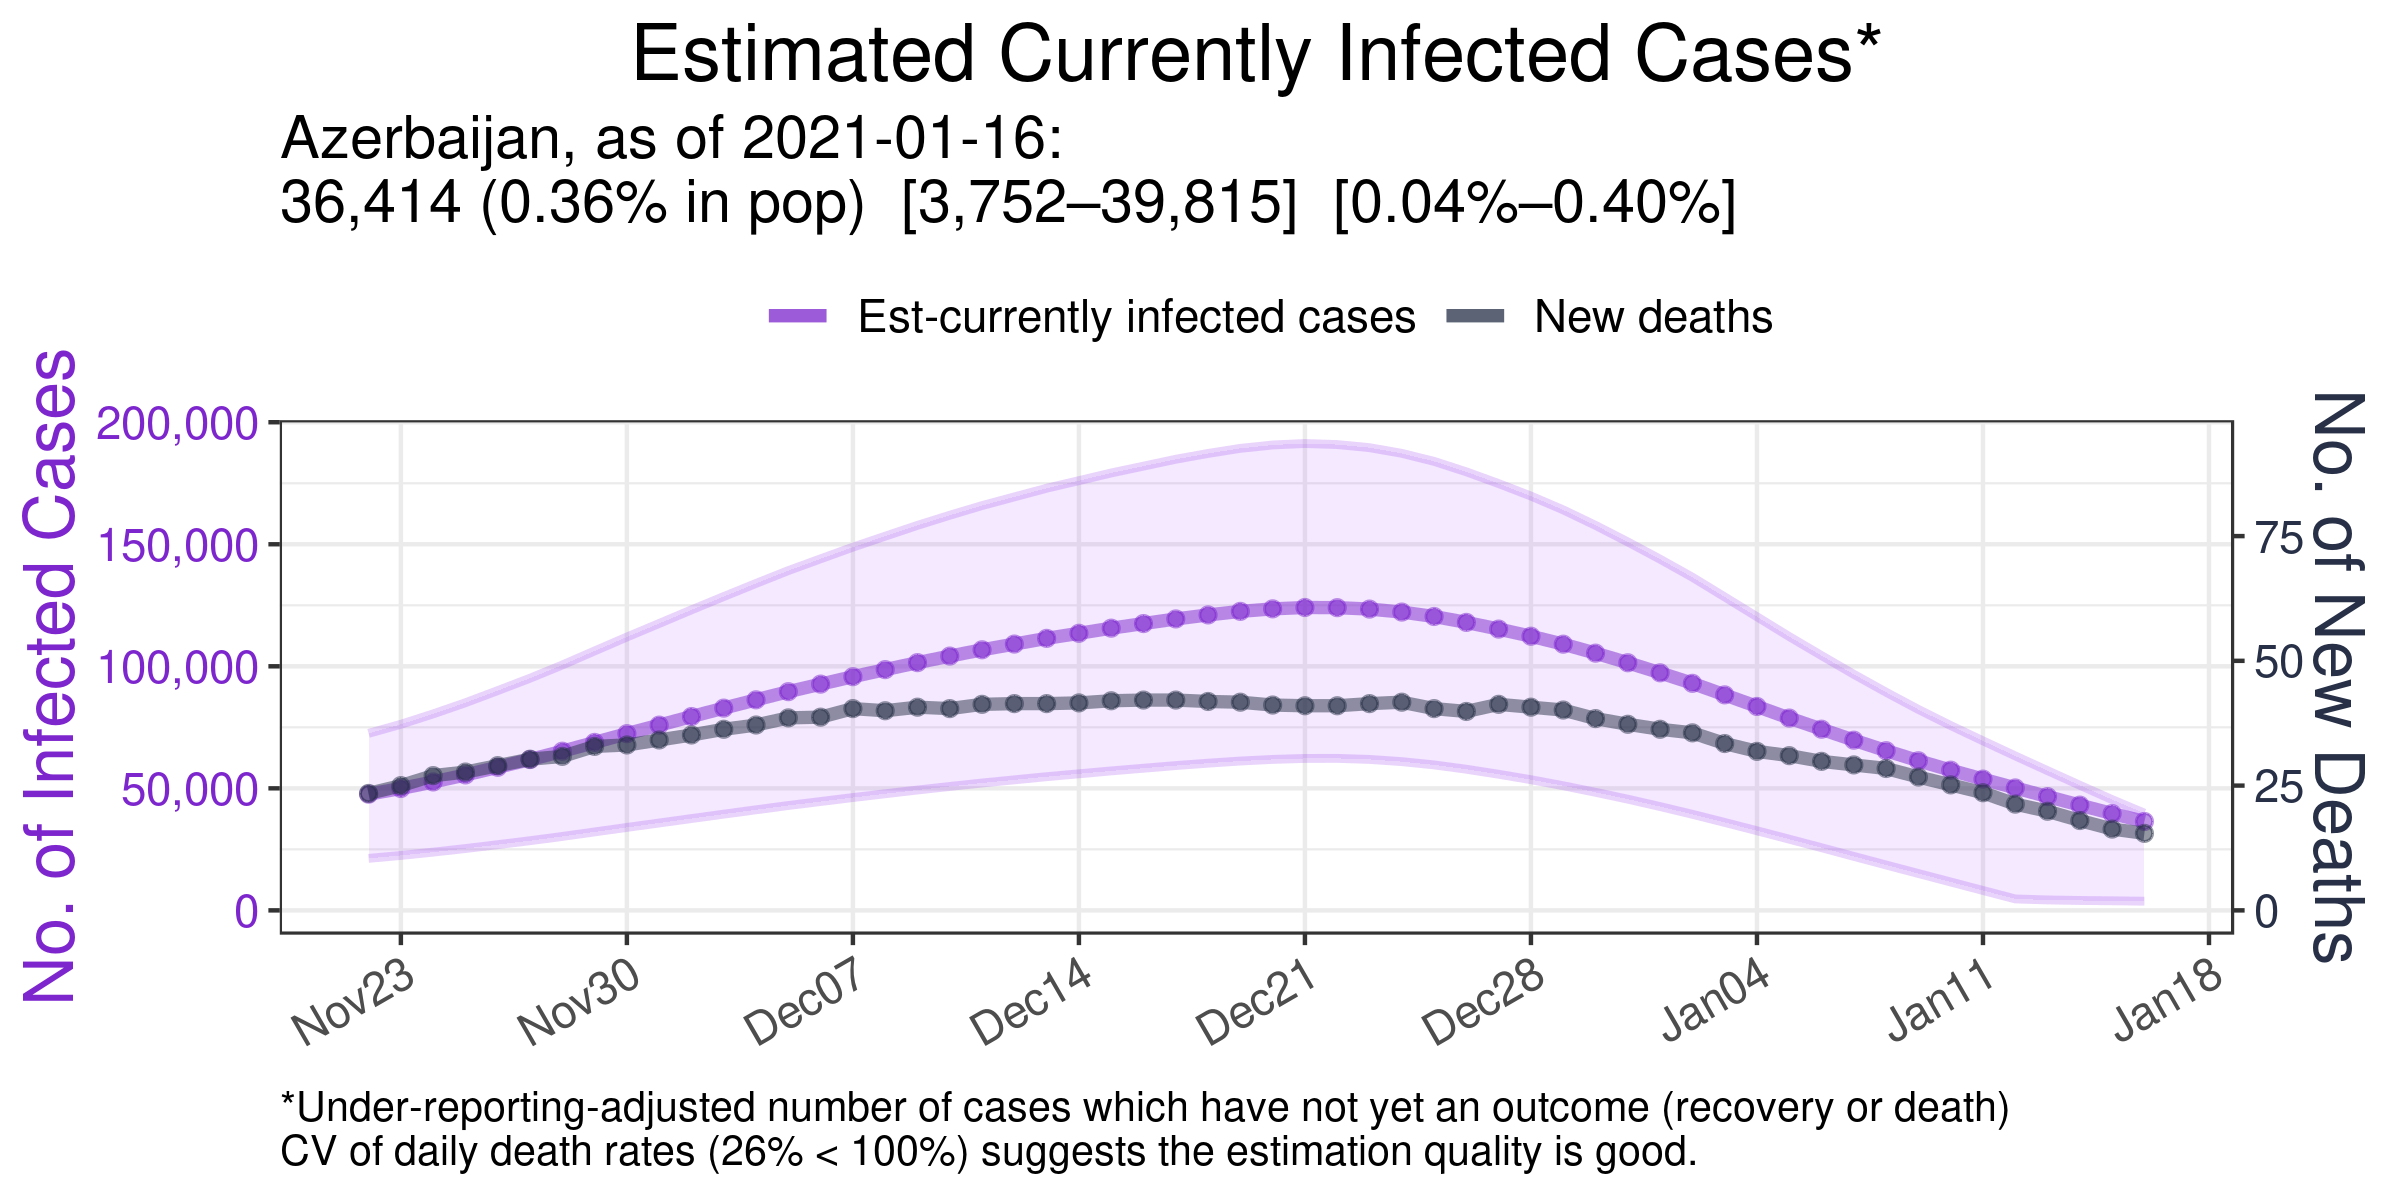 Estimated Currently Infected Cases*
Azerbaijan, as of 2021-01-16:
36,414 (0.36% in pop) [3,752–39,815] [0.04%–0.40%]
Est-currently infected cases
New deaths
No. of Infected Cases
200,000
150,000
100,000
50,000
0
No. of New Deaths
75
50
25
0
Nov23
Nov30
Dec07
Dec14
Dec21
Dec28
Jan04
Jan11
Jan18
*Under-reporting-adjusted number of cases which have not yet an outcome (recovery or death)
CV of daily death rates (26% < 100%) suggests the estimation quality is good.